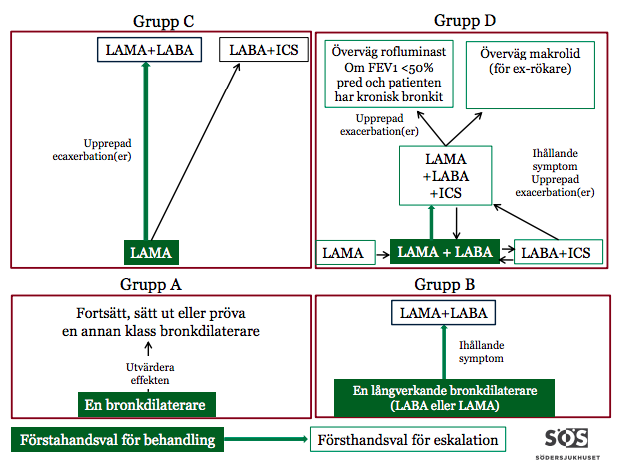 Grupp C
LAMA+LABA
LABA+ICS
Upprepad
ecaxerbation(er)
LAMA
Grupp D
Överväg rofluminast
Om FEV1 <50%
pred och patienten
har kronisk bronkit
Överväg makrolid
(för ex-rökare)
Upprepad
exacerbation(er)
LAMA
+LABA
+ICS
Ihållande
symptom
Upprepad
exacerbation(er)
LAMA
LAMA + LABA
LABA+ICS
Grupp A
Fortsätt, sätt ut eller pröva
en annan klass bronkdilaterare
Utvärdera
effekten
En bronkdilaterare
Grupp B
LAMA+LABA
Ihållande
symptom
En långverkande bronkdilaterare
(LABA eller LAMA)
Förstahandsval för behandling
Försthandsval för eskalation
SÖS
SÖDERSJUKHUSET